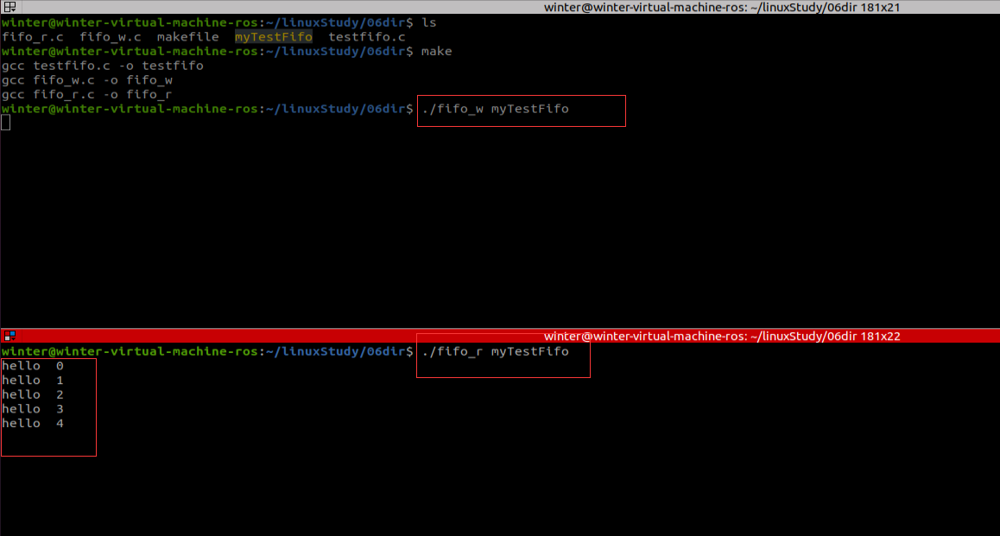 winter@winter-virtual-machine-ros: ~/linuxStudy/06dir 181x21
winter@winter-virtual-machine-ros:~/linuxStudy/06dir$ ls
fifo_r.c  fifo_w.c  makefile  myTestFifo  testfifo.c
winter@winter-virtual-machine-ros:~/linuxStudy/06dir$ make
gcc testfifo.c -o testfifo
gcc fifo_w.c -o fifo_w
gcc fifo_r.c -o fifo_r
winter@winter-virtual-machine-ros:~/linuxStudy/06dir$ ./fifo_w myTestFifo
winter@winter-virtual-machine-ros: ~/linuxStudy/06dir 181x22
winter@winter-virtual-machine-ros:~/linuxStudy/06dir$ ./fifo_r myTestFifo
hello  0
hello  1
hello  2
hello  3
hello  4